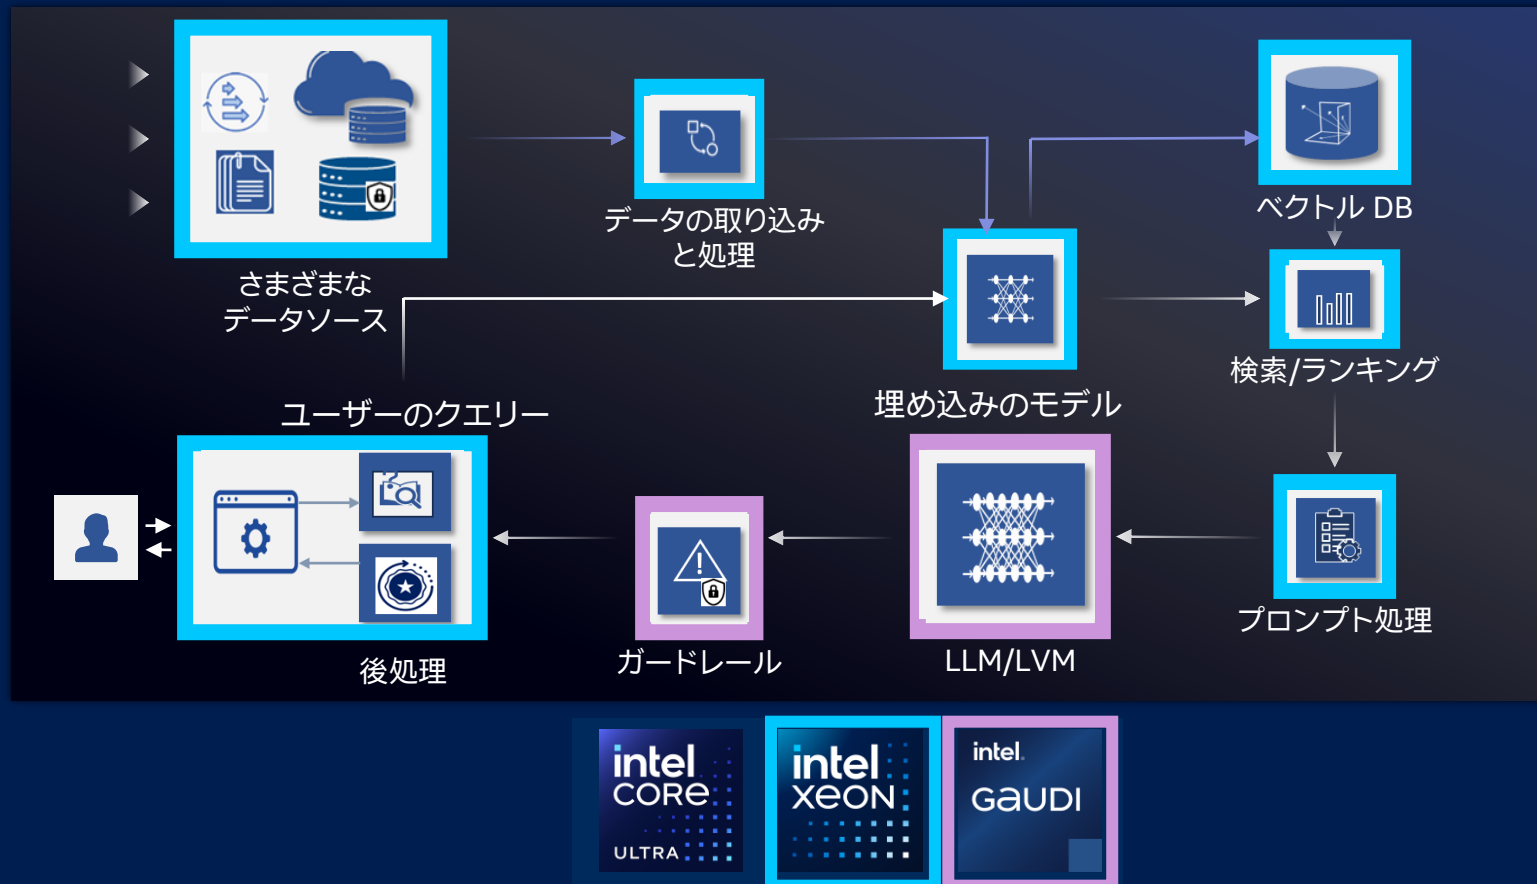 さまざまな
データソース
データの取り込み
と処理
ベクトル DB
検索/ランキング
埋め込みのモデル
ユーザーのクエリー
後処理
ガードレール
LLM/LVM
プロンプト処理
intel
CORE
ULTRA
intel
XEON
intel.
GAUDI